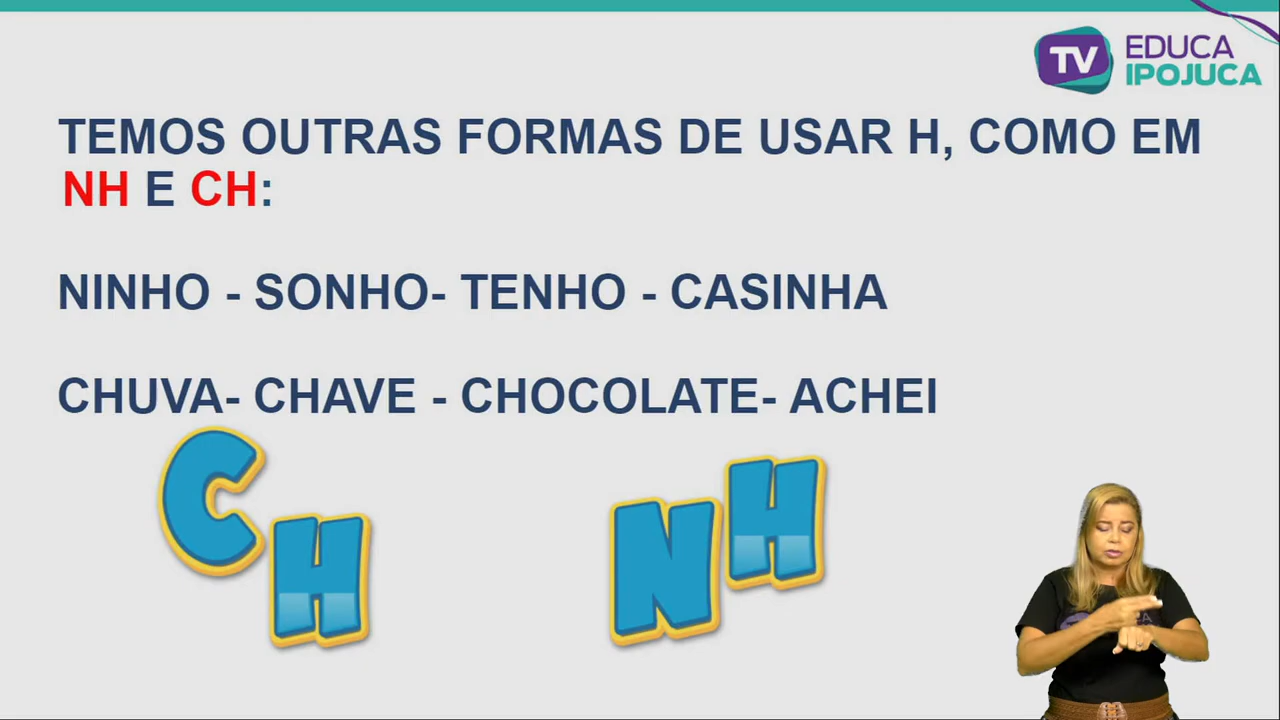 TV EDUCA
IPOJUCA
TEMOS OUTRAS FORMAS DE USAR H, COMO EM
NH E CH:
NINHO - SONHO- TENHO - CASINHA
CHUVA- CHAVE - CHOCOLATE- ACHEI
CH
NH